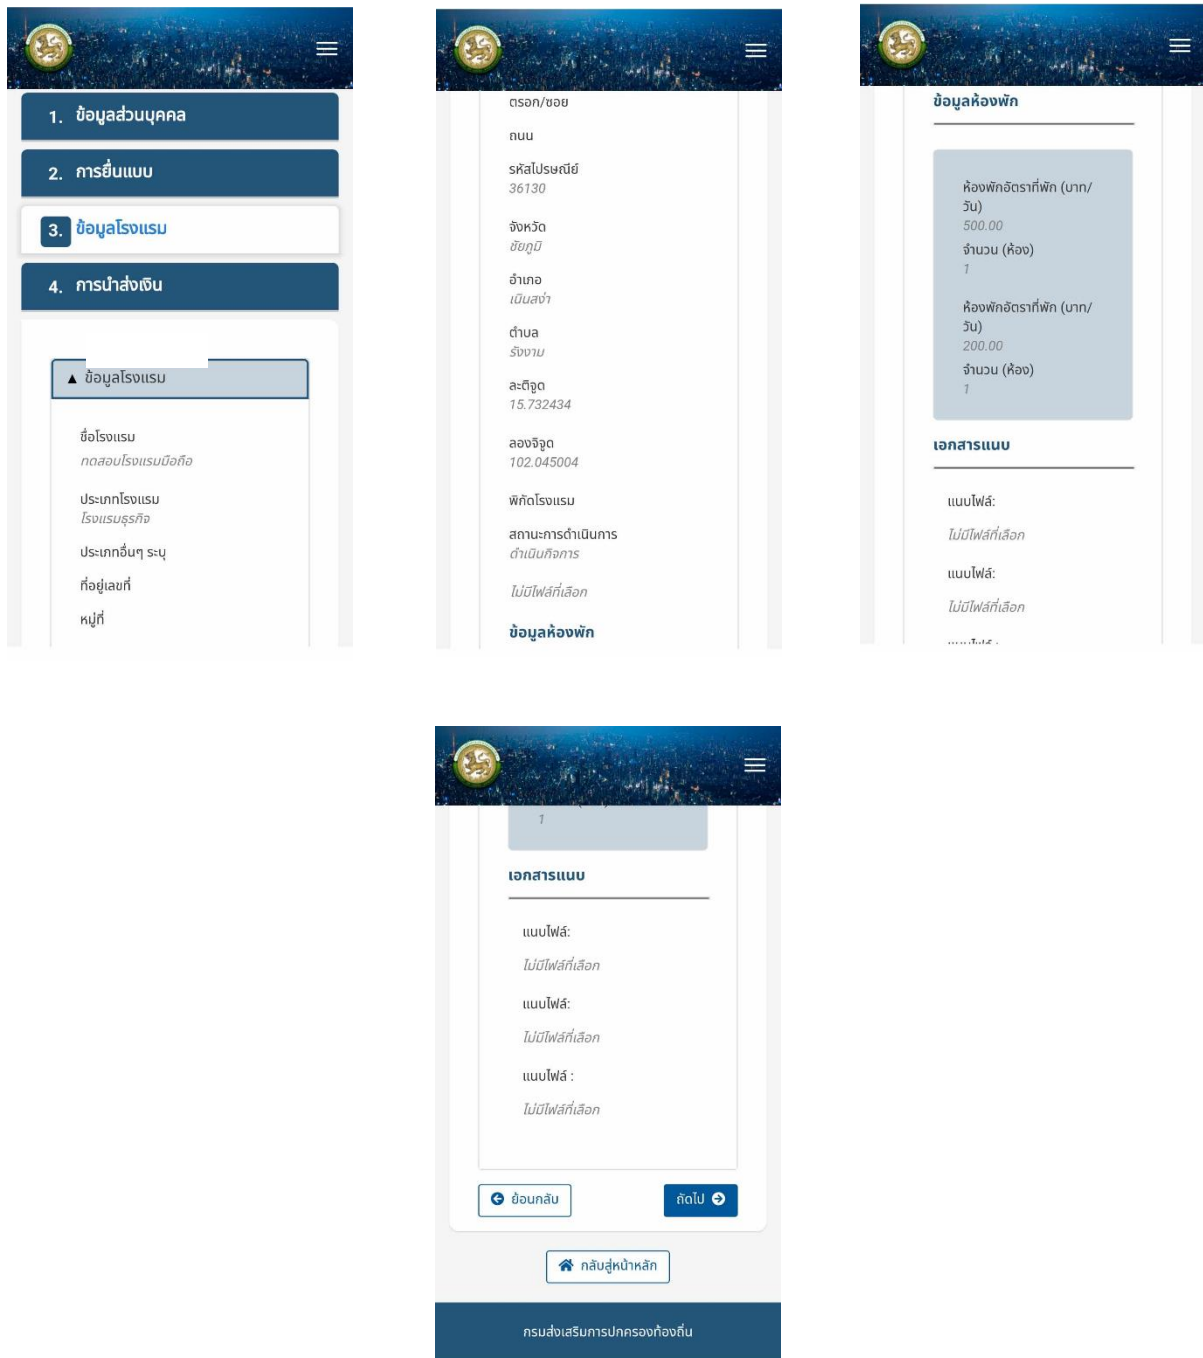 1. ข้อมูลส่วนบุคคล
2. การยื่นแบบ
3. ข้อมูลโรงแรม
4. การนำส่งเงิน
▲ ข้อมูลโรงแรม
ชื่อโรงแรม
ทดสอบโรงแรมมือถือ
ประเภทโรงแรม
โรงแรมธุรกิจ
ประเภทอื่นๆ ระบุ
ที่อยู่เลขที่
หมู่ที่
ตรอก/ซอย
ถนน
รหัสไปรษณีย์
36130
จังหวัด
ชัยภูมิ
อำเภอ
เนินสง่า
ตำบล
รังงาม
ละติจูด
15.732434
ลองจิจูด
102.045004
พิกัดโรงแรม
สถานะการดำเนินการ
ดำเนินกิจการ
ไม่มีไฟล์ที่เลือก
ข้อมูลห้องพัก
ข้อมูลห้องพัก
ห้องพักอัตราที่พัก (บาท/
วัน)
500.00
จำนวน (ห้อง)
1
ห้องพักอัตราที่พัก (บาท/
วัน)
200.00
จำนวน (ห้อง)
1
เอกสารแนบ
แนบไฟล์:
ไม่มีไฟล์ที่เลือก
แนบไฟล์:
ไม่มีไฟล์ที่เลือก
1
เอกสารแนบ
แนบไฟล์:
ไม่มีไฟล์ที่เลือก
แนบไฟล์:
ไม่มีไฟล์ที่เลือก
แนบไฟล์ :
ไม่มีไฟล์ที่เลือก
ย้อนกลับ
ถัดไป
กลับสู่หน้าหลัก
กรมส่งเสริมการปกครองท้องถิ่น